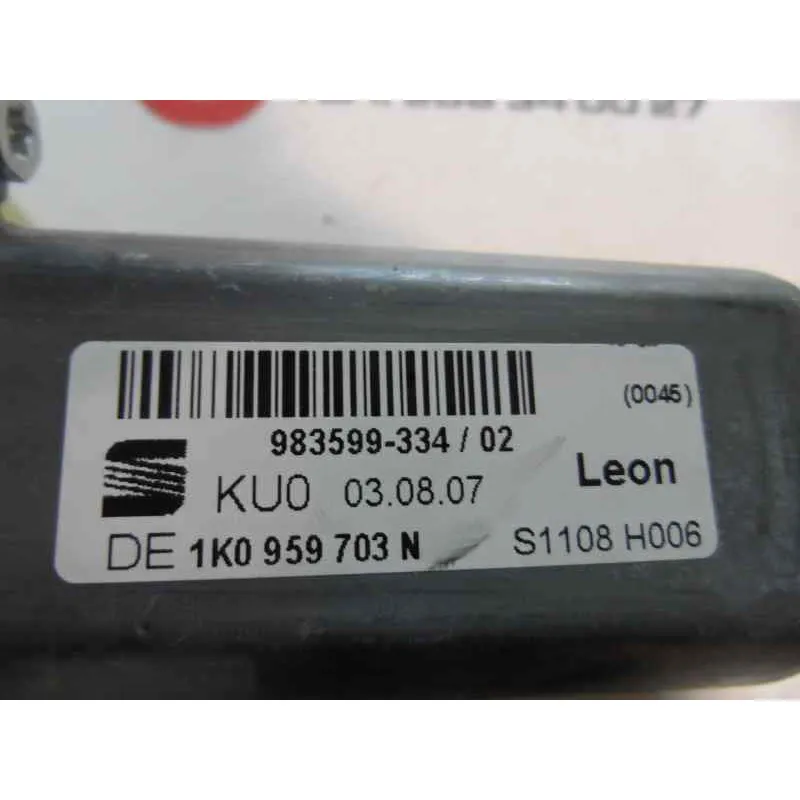 (0045)
983599-334 / 02
Leon
KU0 03.08.07
DE 1K0 959 703 N
S1108 H006